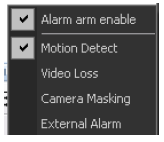 Alarm arm enable
Motion Detect
Video Loss
Camera Masking
External Alarm